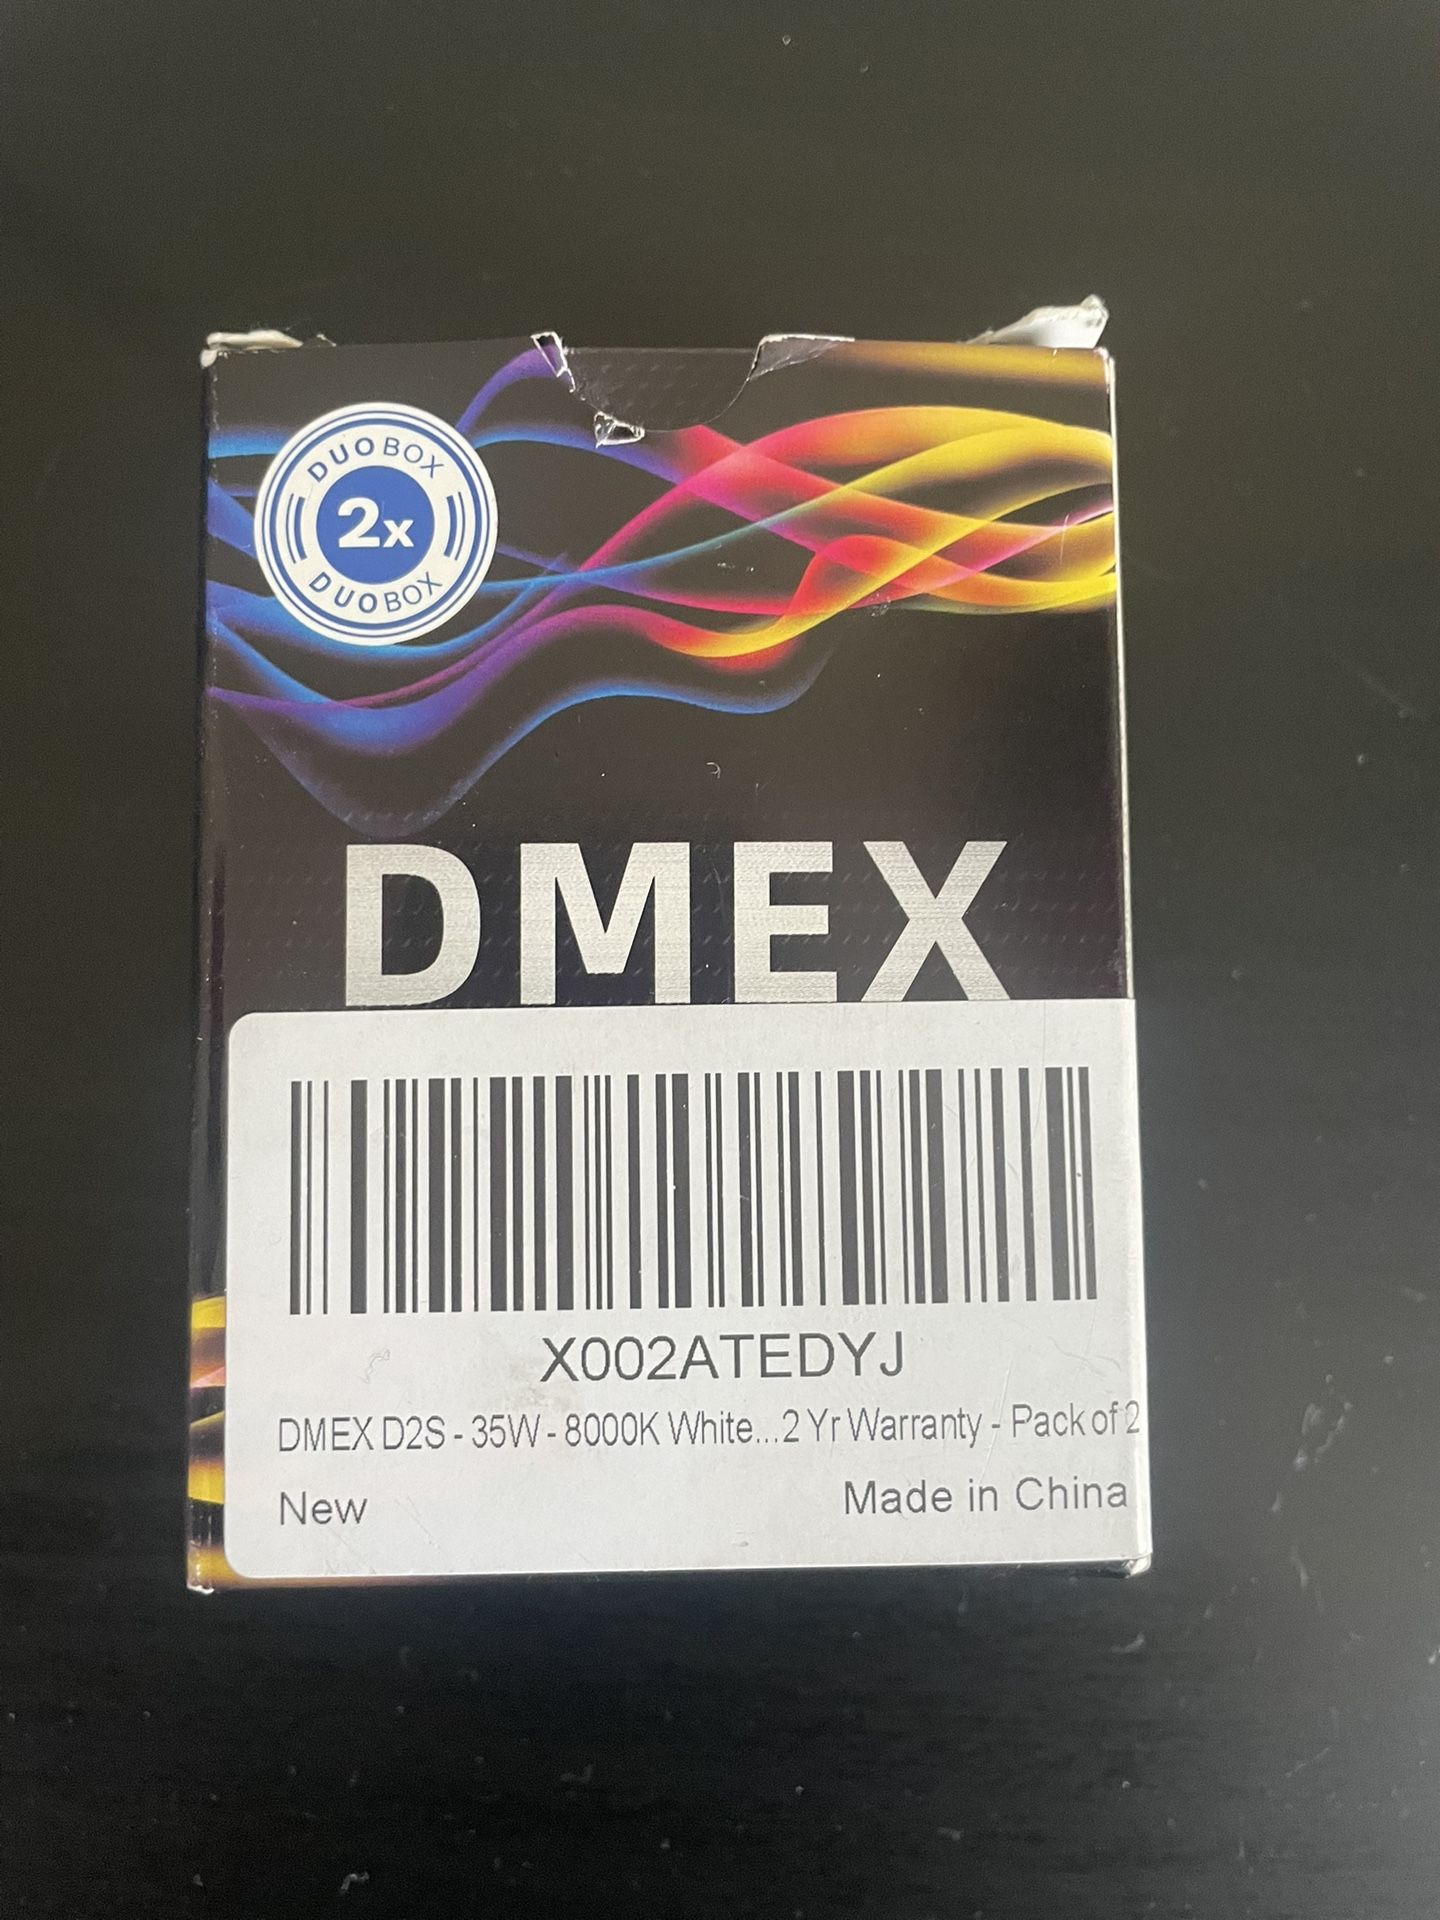 DUOBOX
2x
DUOBOX
DMEX
X002ATEDYJ
DMEX D2S - 35W - 8000K White...2 Yr Warranty - Pack of 2
New
Made in China